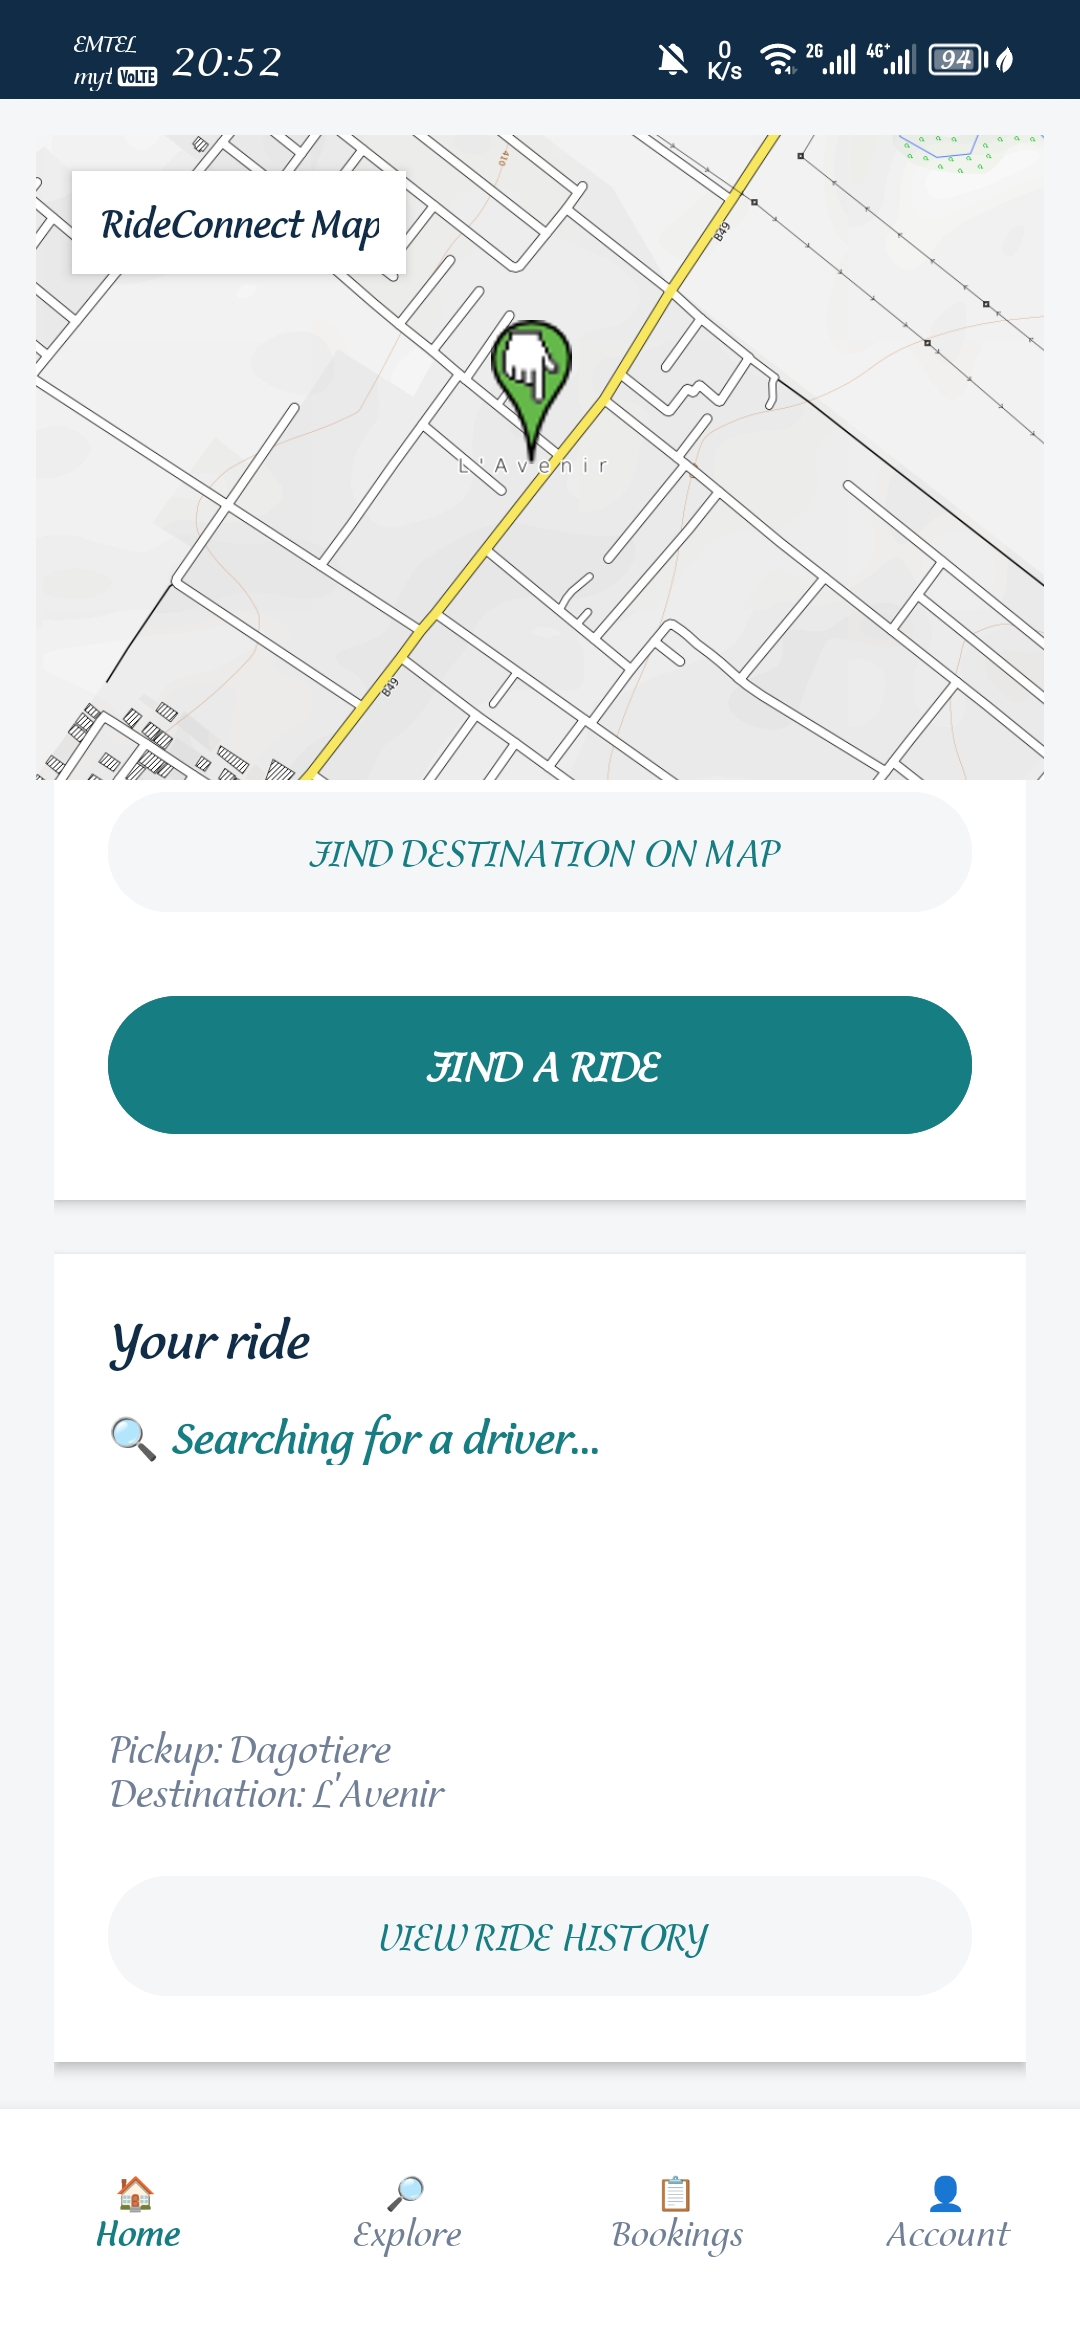 EMTEL
myt VoLTE 20:52
0
K/s
2G
4G+
94
410
RideConnect Map
B49
L'Avenir
B49
FIND DESTINATION ON MAP
FIND A RIDE
Your ride
Searching for a driver...
Pickup: Dagotiere
Destination: L'Avenir
VIEW RIDE HISTORY
Home
Explore
Bookings
Account